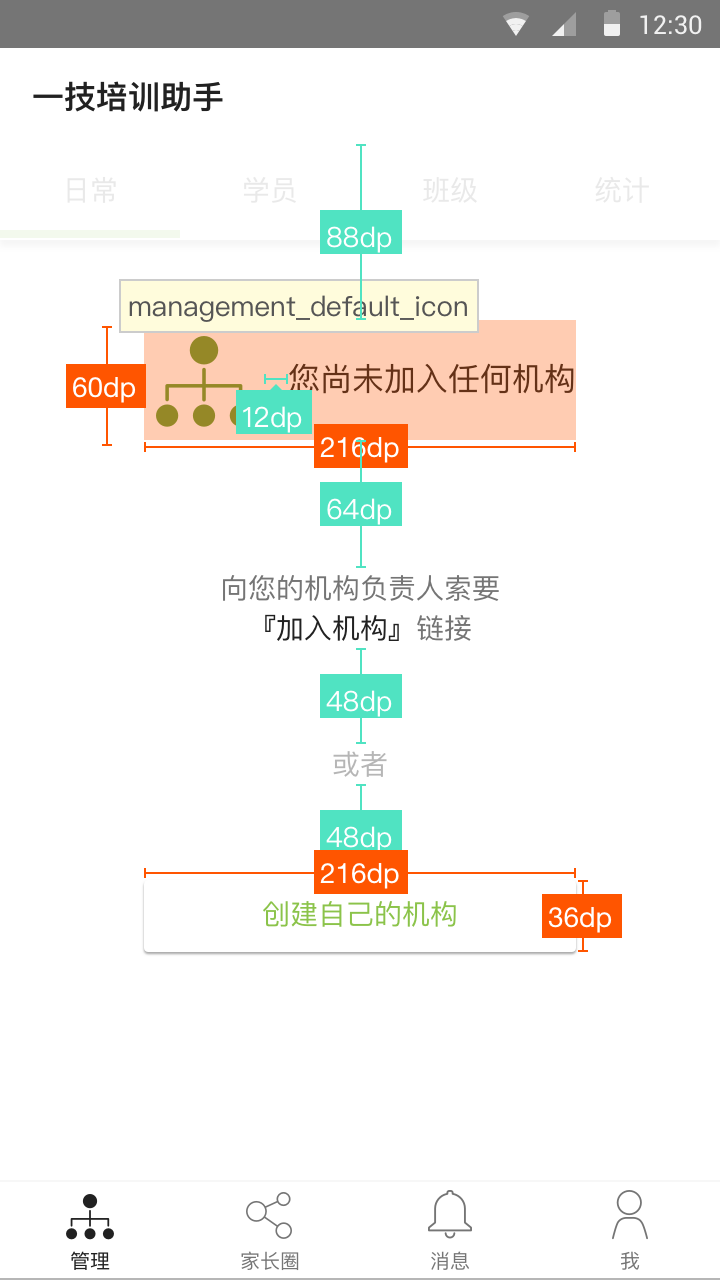 12:30
一技培训助手
日常 学员 班级 统计
88dp
management_default_icon
60dp
您尚未加入任何机构
12dp
216dp
64dp
向您的机构负责人索要
『加入机构』链接
48dp
或者
48dp
216dp
创建自己的机构
36dp
管理 家长圈 消息 我